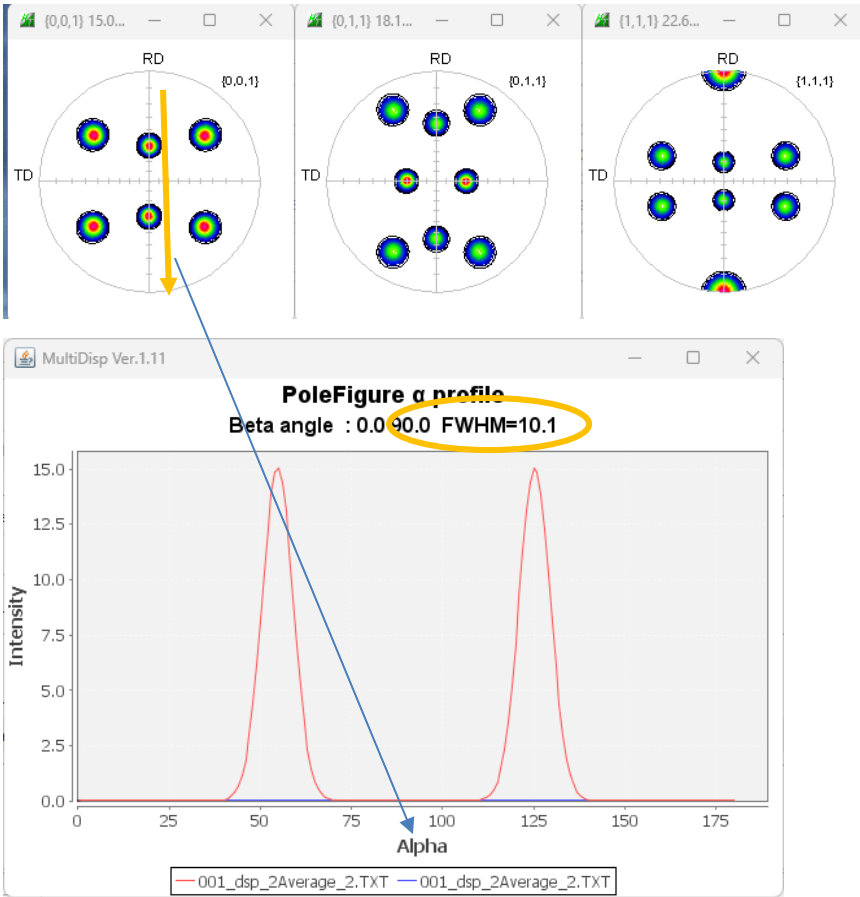 {0,0,1} 15.0...
{0,1,1} 18.1...
{1,1,1} 22.6...
RD
{0,0,1}
TD
RD
{0,1,1}
TD
RD
{1,1,1}
TD
MultiDisp Ver.1.11
PoleFigure α profile
Beta angle : 0.0 90.0 FWHM=10.1
15.0
12.5
10.0
7.5
5.0
2.5
0.0
Intensity
0 25 50 75 100 125 150 175
Alpha
001_dsp_2Average_2.TXT 001_dsp_2Average_2.TXT